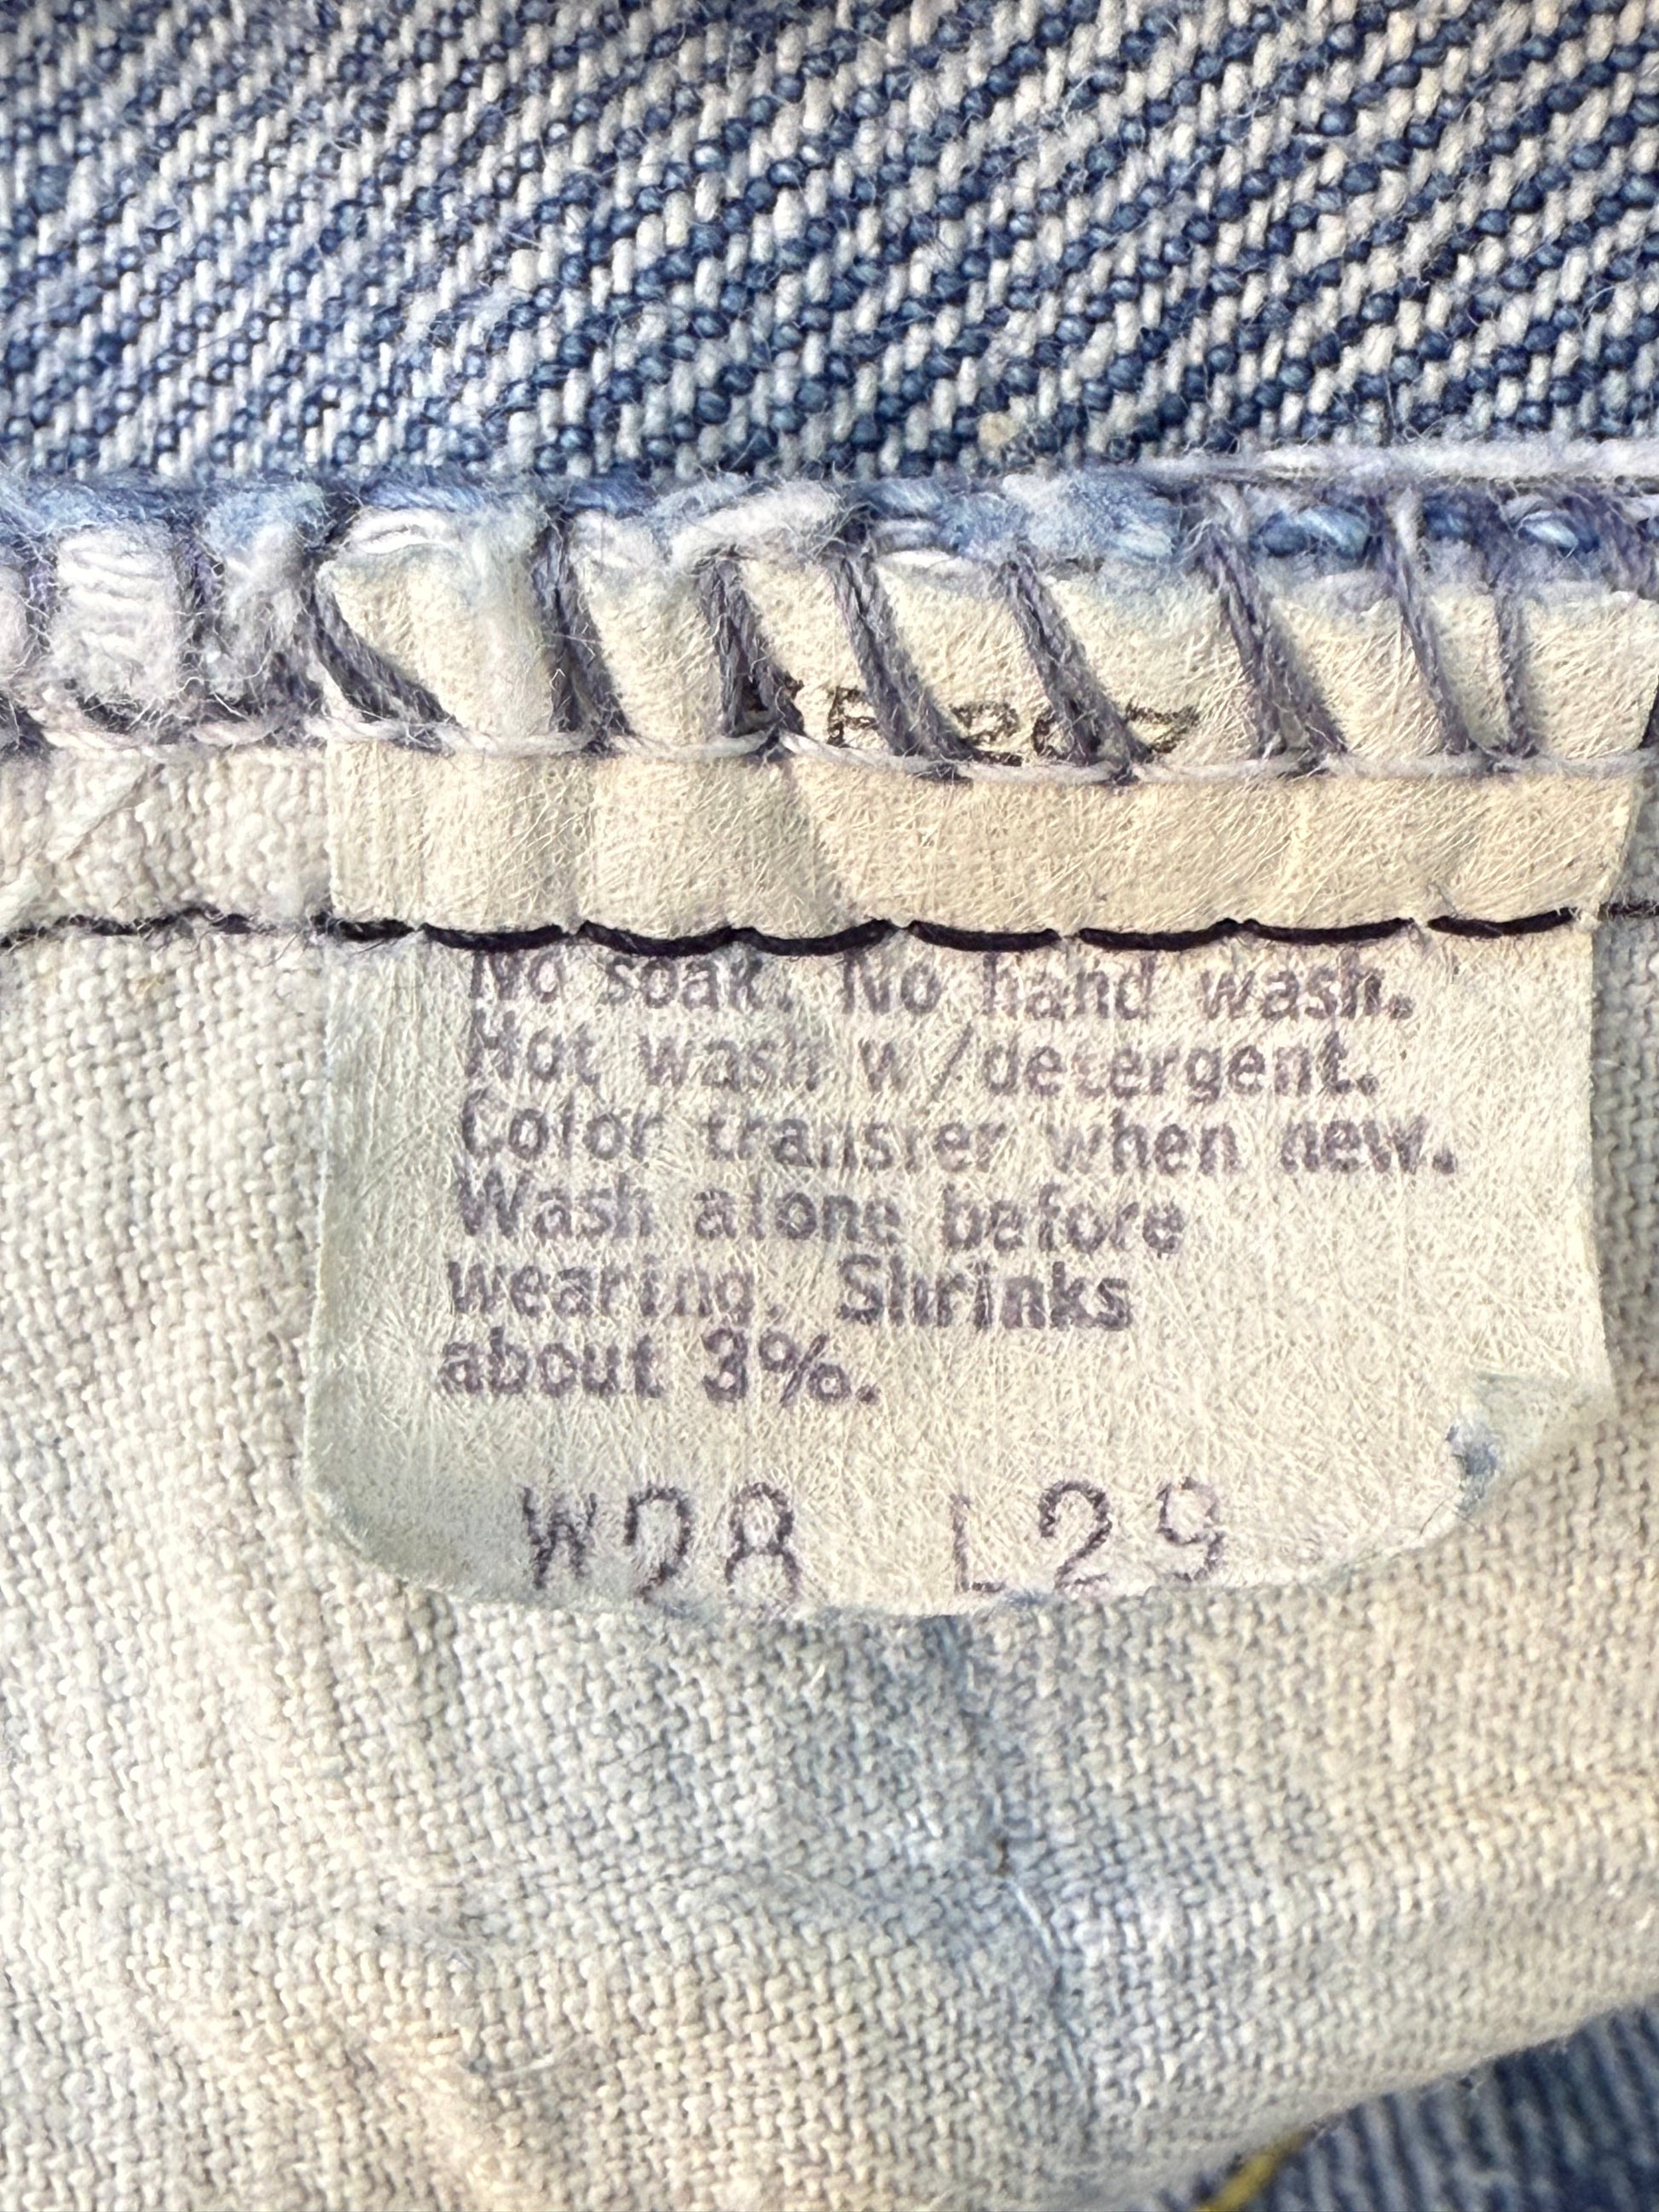 No soak. No hand wash.
Hot wash w/detergent.
Color transfer when new.
Wash alone before
wearing. Shrinks
about 3%.
W28 L29